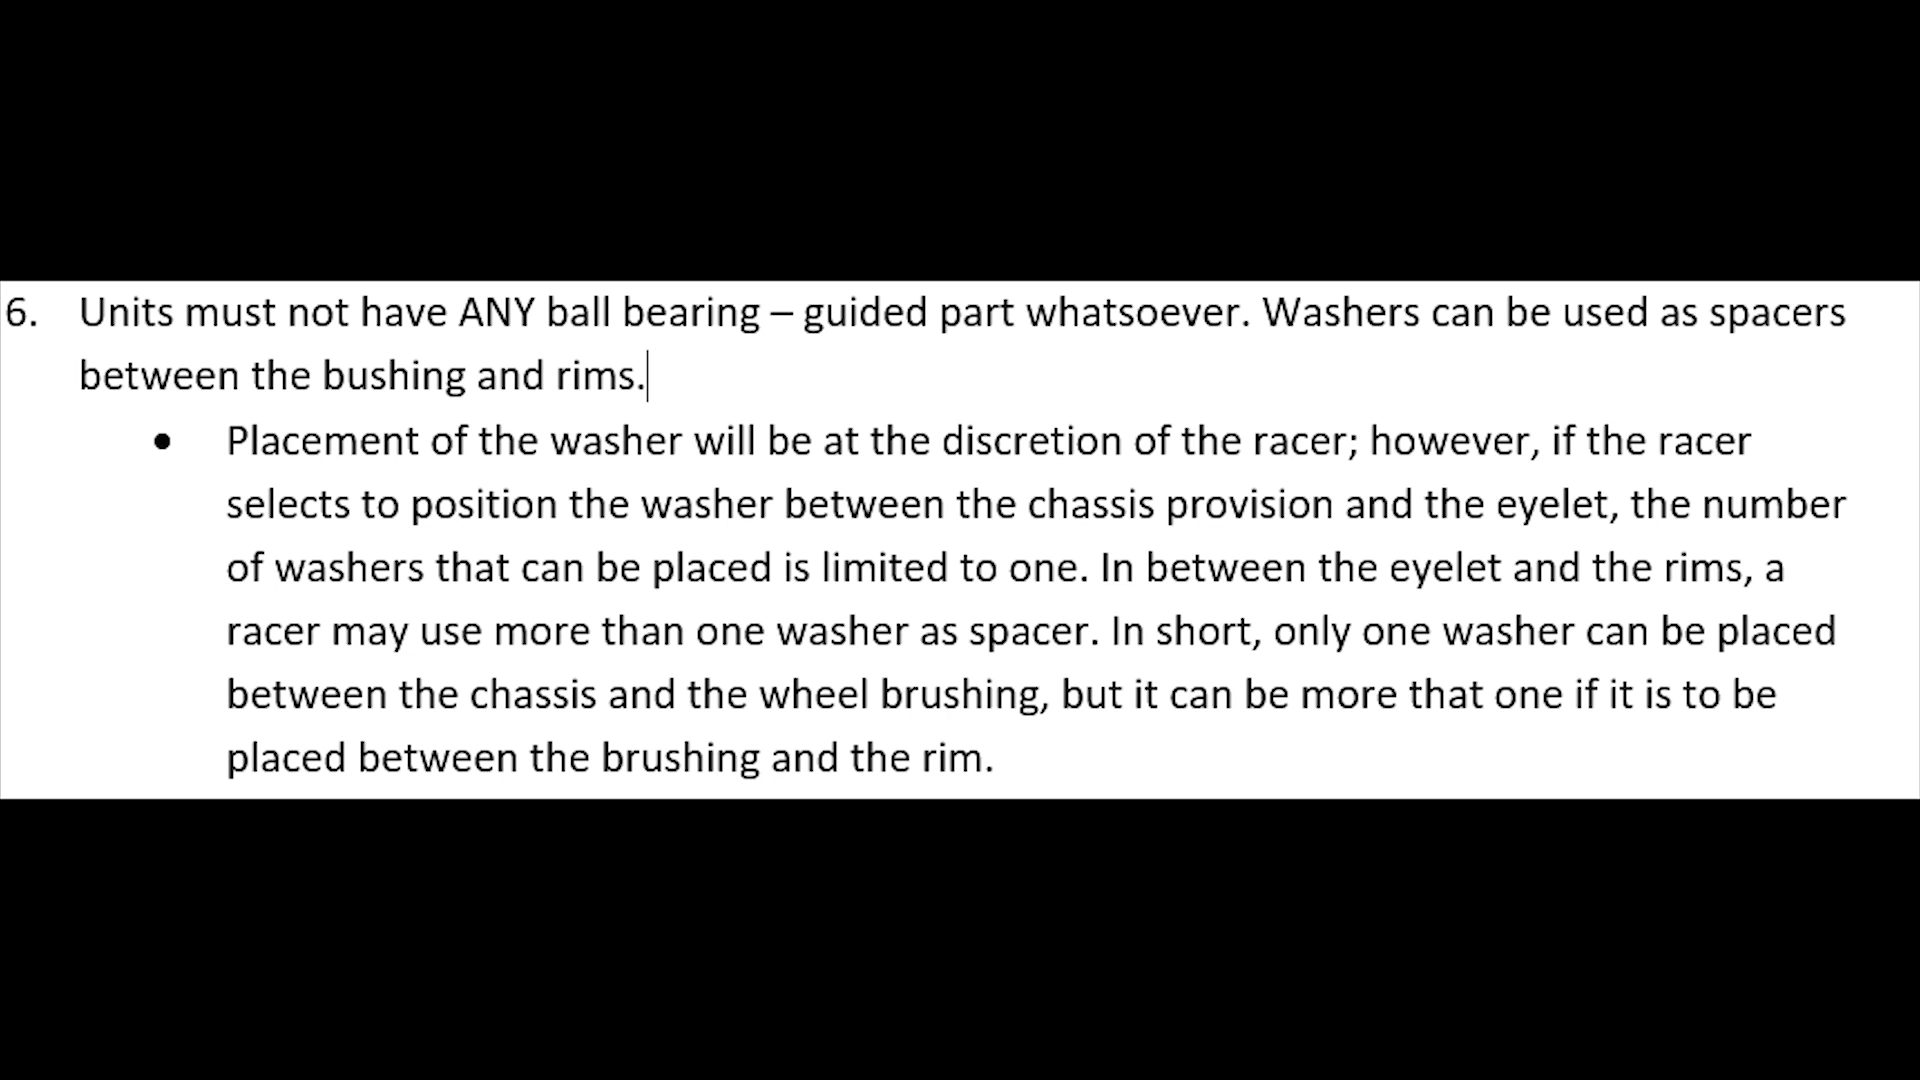 6. Units must not have ANY ball bearing – guided part whatsoever. Washers can be used as spacers
between the bushing and rims.
• Placement of the washer will be at the discretion of the racer; however, if the racer
selects to position the washer between the chassis provision and the eyelet, the number
of washers that can be placed is limited to one. In between the eyelet and the rims, a
racer may use more than one washer as spacer. In short, only one washer can be placed
between the chassis and the wheel brushing, but it can be more that one if it is to be
placed between the brushing and the rim.